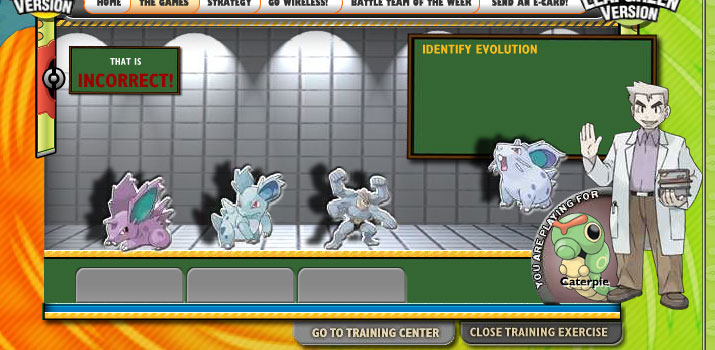 VERSION
HOME
THE GAMES
STRATEGY
GO WIRELESS!
BATTLE TEAM OF THE WEEK
SEND AN E-CARD!
LEAFGREEN
VERSION
THAT IS
INCORRECT!
IDENTIFY EVOLUTION
YOU ARE PLAYING FOR
Caterpie
GO TO TRAINING CENTER
CLOSE TRAINING EXERCISE